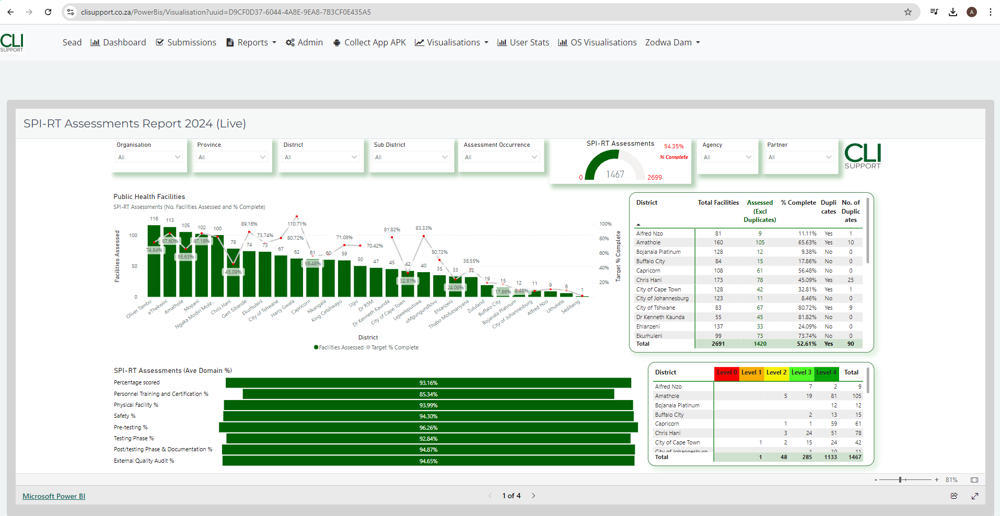 clisupport.co.za/PowerBis/Visualisation?uuid=D9CF0D37-6044-4A8E-9EA8-7B3CF0E435A5
A
CLI
SUPPORT
Sead Dashboard Submissions Reports Admin Collect App APK Visualisations User Stats OS Visualisations Zodwa Dam
SPI-RT Assessments Report 2024 (Live)
Organisation Province District Sub District Assessment Occurrence SPI-RT Assessments 54.35% Agency Partner
All All All All All % Complete All All
0 1467 2699
CLI
SUPPORT
Public Health Facilities
SPI-RT Assessments (No. Facilities Assessed and % Complete)
Facilities Assessed
100
50
0
116 113 105 102 100 78 74 73 67 62 61 60 59 50 47 45 42 40 35 33 32 19 15 12 11 9 6 1
74.84% 87.60% 65.63% 87.18% 45.09% 89.16% 73.74% 80.72% 110.71% 56.48% 71.08% 70.42% 81.82% 32.81% 83.33% 50.72% 24.09% 38.55% 17.86% 8.46%
100%
80%
60%
40%
20%
Target % Complete
Oliver Tambo
eThekwini
Amathole
Mopani
Ngaka Modiri Mole...
Chris Hani
Gert Sibande
Ekurhuleni
City of Tshwane
Harry Gwala
Capricorn
Nkangala
King Cetshwayo
Ugu
Dr RSM
Dr Kenneth Kaunda
City of Cape Town
Lejweleputswa
uMgungundlovu
Ehlanzeni
Thabo Mofutsanyana
Zululand
Buffalo City
Bojanala Platinum
City of Johannesburg
Alfred Nzo
Uthukela
Sedibeng
District
Facilities Assessed Target % Complete
District Total Facilities Assessed % Complete Dupli No. of
(Excl cates Duplic
Duplicates) ates
Alfred Nzo 81 9 11.11% Yes 1
Amathole 160 105 65.63% Yes 10
Bojanala Platinum 128 12 9.38% No 0
Buffalo City 84 15 17.86% No 0
Capricorn 108 61 56.48% No 0
Chris Hani 173 78 45.09% Yes 25
City of Cape Town 128 42 32.81% Yes 1
City of Johannesburg 123 11 8.46% No 0
City of Tshwane 83 67 80.72% Yes 9
Dr Kenneth Kaunda 55 45 81.82% No 0
Ehlanzeni 137 33 24.09% No 0
Ekurhuleni 99 73 73.74% No 0
Total 2691 1420 52.61% Yes 90
SPI-RT Assessments (Ave Domain %)
Percentage scored 93.16%
Personnel Training and Certification % 85.34%
Physical Facility % 93.99%
Safety % 94.30%
Pre-testing % 96.26%
Testing Phase % 92.84%
Post/testing Phase & Documentation % 94.87%
External Quality Audit % 94.65%
District Level 0 Level 1 Level 2 Level 3 Level 4 Total
Alfred Nzo 7 2 9
Amathole 5 19 81 105
Bojanala Platinum 12 12
Buffalo City 2 13 15
Capricorn 1 1 59 61
Chris Hani 3 24 51 78
City of Cape Town 1 2 15 24 42
City of Johannesburg 1 10 11
Total 1 48 285 1133 1467
- + 81%
Microsoft Power BI 1 of 4